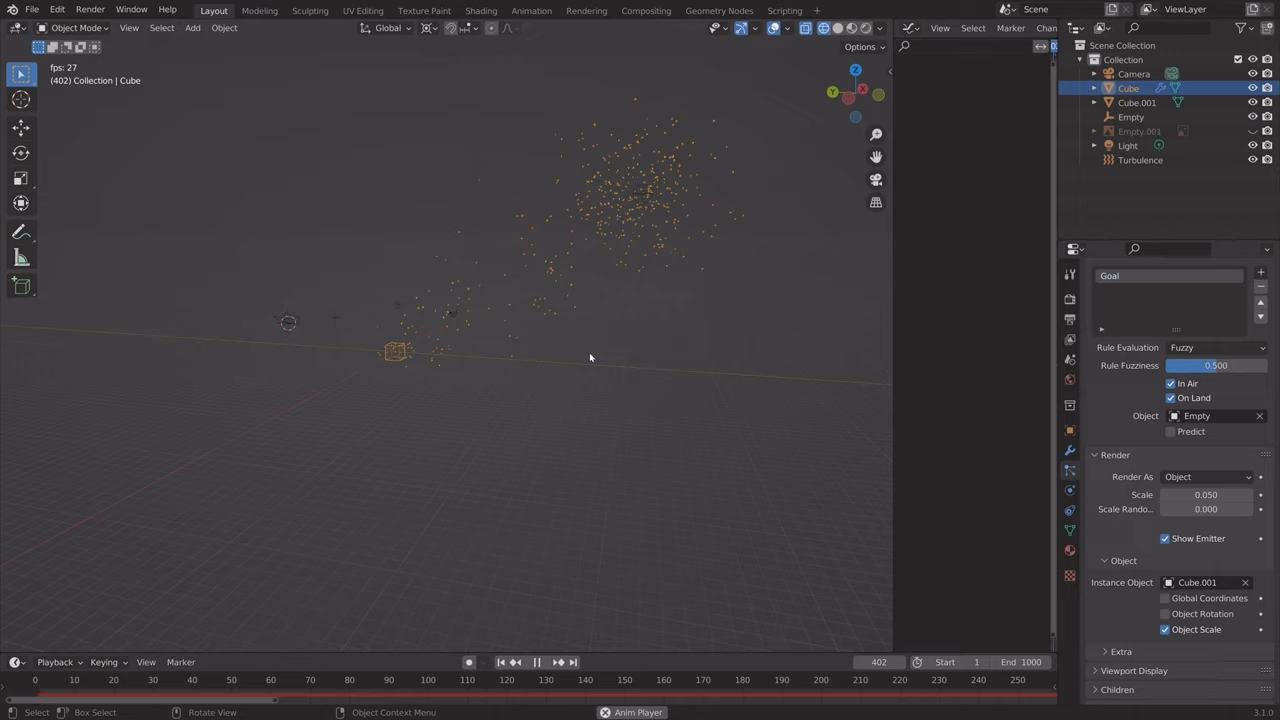 File Edit Render Window Help
Layout Modeling Sculpting UV Editing Texture Paint Shading Animation Rendering Compositing Geometry Nodes Scripting +
Scene
ViewLayer
Object Mode View Select Add Object
Global
View Select Marker Chan
Options
fps: 27
(402) Collection | Cube
Z
Y
X
Scene Collection
Collection
Camera
Cube
Cube.001
Empty
Empty.001
Light
Turbulence
Goal
Rule Evaluation Fuzzy
Rule Fuzziness 0.500
In Air
On Land
Object Empty
Predict
Render
Render As Object
Scale 0.050
Scale Rando... 0.000
Show Emitter
Object
Instance Object Cube.001
Global Coordinates
Object Rotation
Object Scale
Extra
Viewport Display
Children
Playback Keying View Marker
402 Start 1 End 1000
0 10 20 30 40 50 60 70 80 90 100 110 120 130 140 150 160 170 180 190 200 210 220 230 240 250
Select Box Select Rotate View Object Context Menu Anim Player 3.1.0